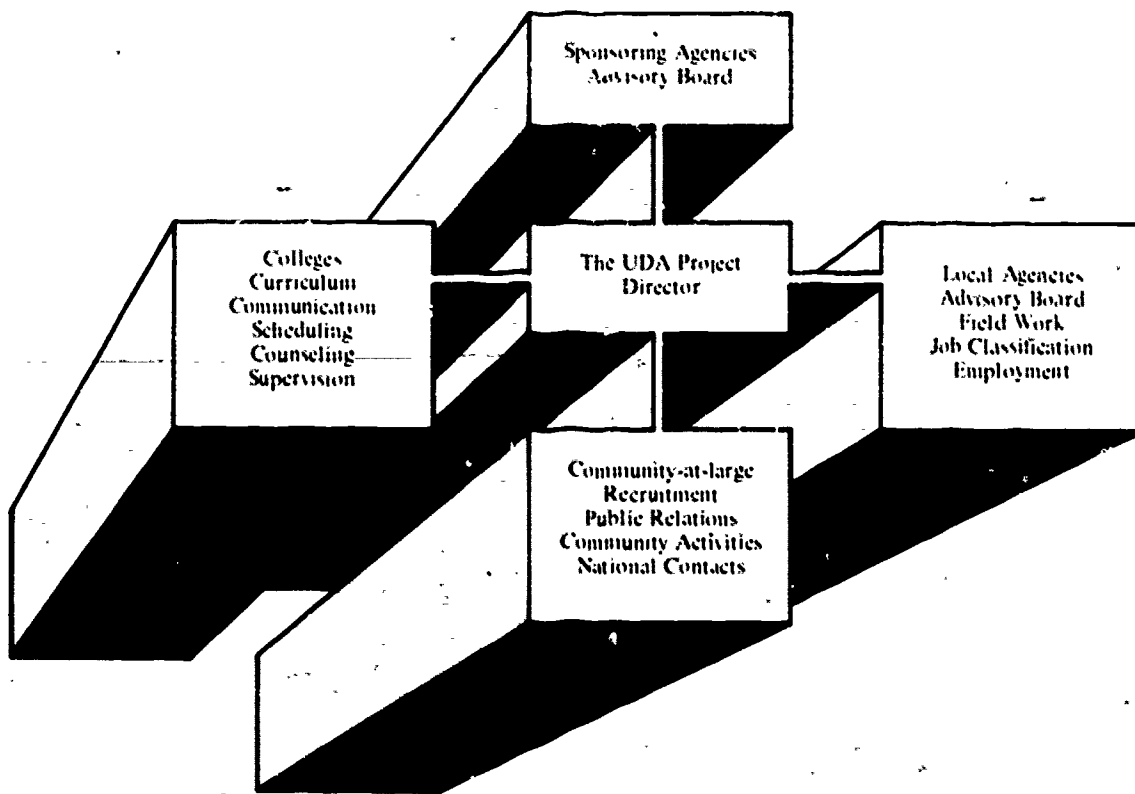 Sponsoring Agencies
Advisory Board
Colleges
Curriculum
Communication
Scheduling
Counseling
Supervision
The UDA Project
Director
Local Agencies
Advisory Board
Field Work
Job Classification
Employment
Community-at-large
Recruitment
Public Relations
Community Activities
National Contacts